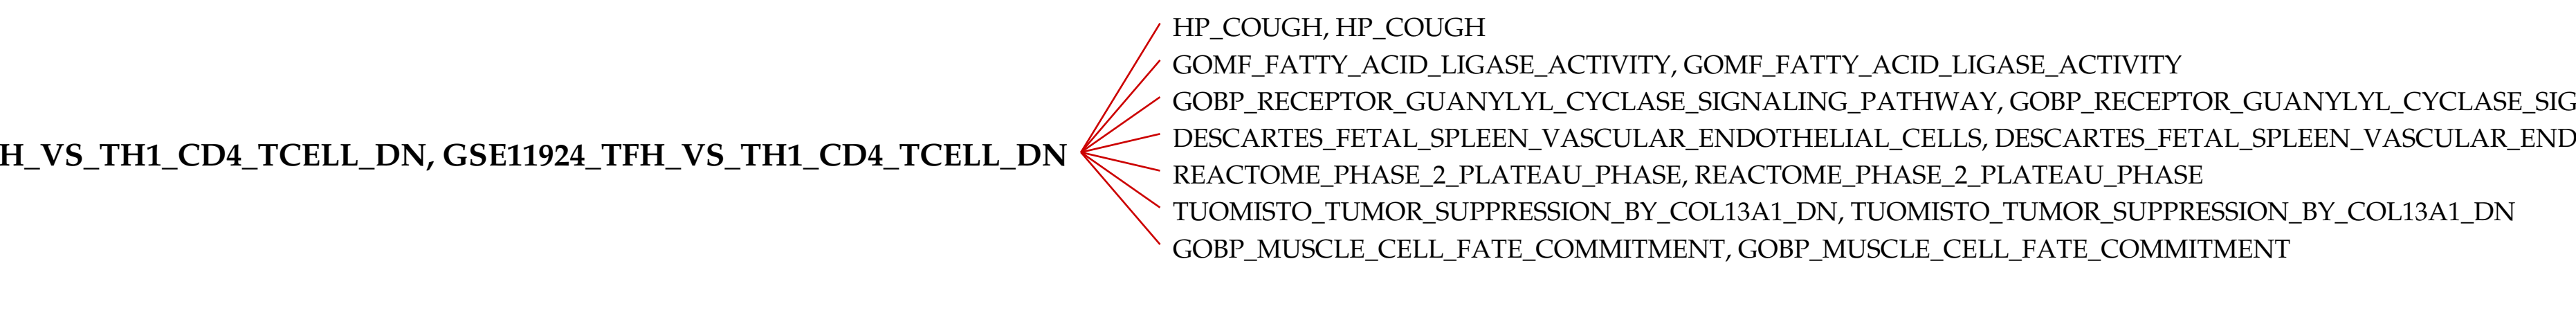 HP_COUGH, HP_COUGH
GOMF_FATTY_ACID_LIGASE_ACTIVITY, GOMF_FATTY_ACID_LIGASE_ACTIVITY
GOBP_RECEPTOR_GUANYLYL_CYCLASE_SIGNALING_PATHWAY, GOBP_RECEPTOR_GUANYLYL_CYCLASE_SIG
DESCARTES_FETAL_SPLEEN_VASCULAR_ENDOTHELIAL_CELLS, DESCARTES_FETAL_SPLEEN_VASCULAR_END
H_VS_TH1_CD4_TCELL_DN, GSE11924_TFH_VS_TH1_CD4_TCELL_DN
REACTOME_PHASE_2_PLATEAU_PHASE, REACTOME_PHASE_2_PLATEAU_PHASE
TUOMISTO_TUMOR_SUPPRESSION_BY_COL13A1_DN, TUOMISTO_TUMOR_SUPPRESSION_BY_COL13A1_DN
GOBP_MUSCLE_CELL_FATE_COMMITMENT, GOBP_MUSCLE_CELL_FATE_COMMITMENT